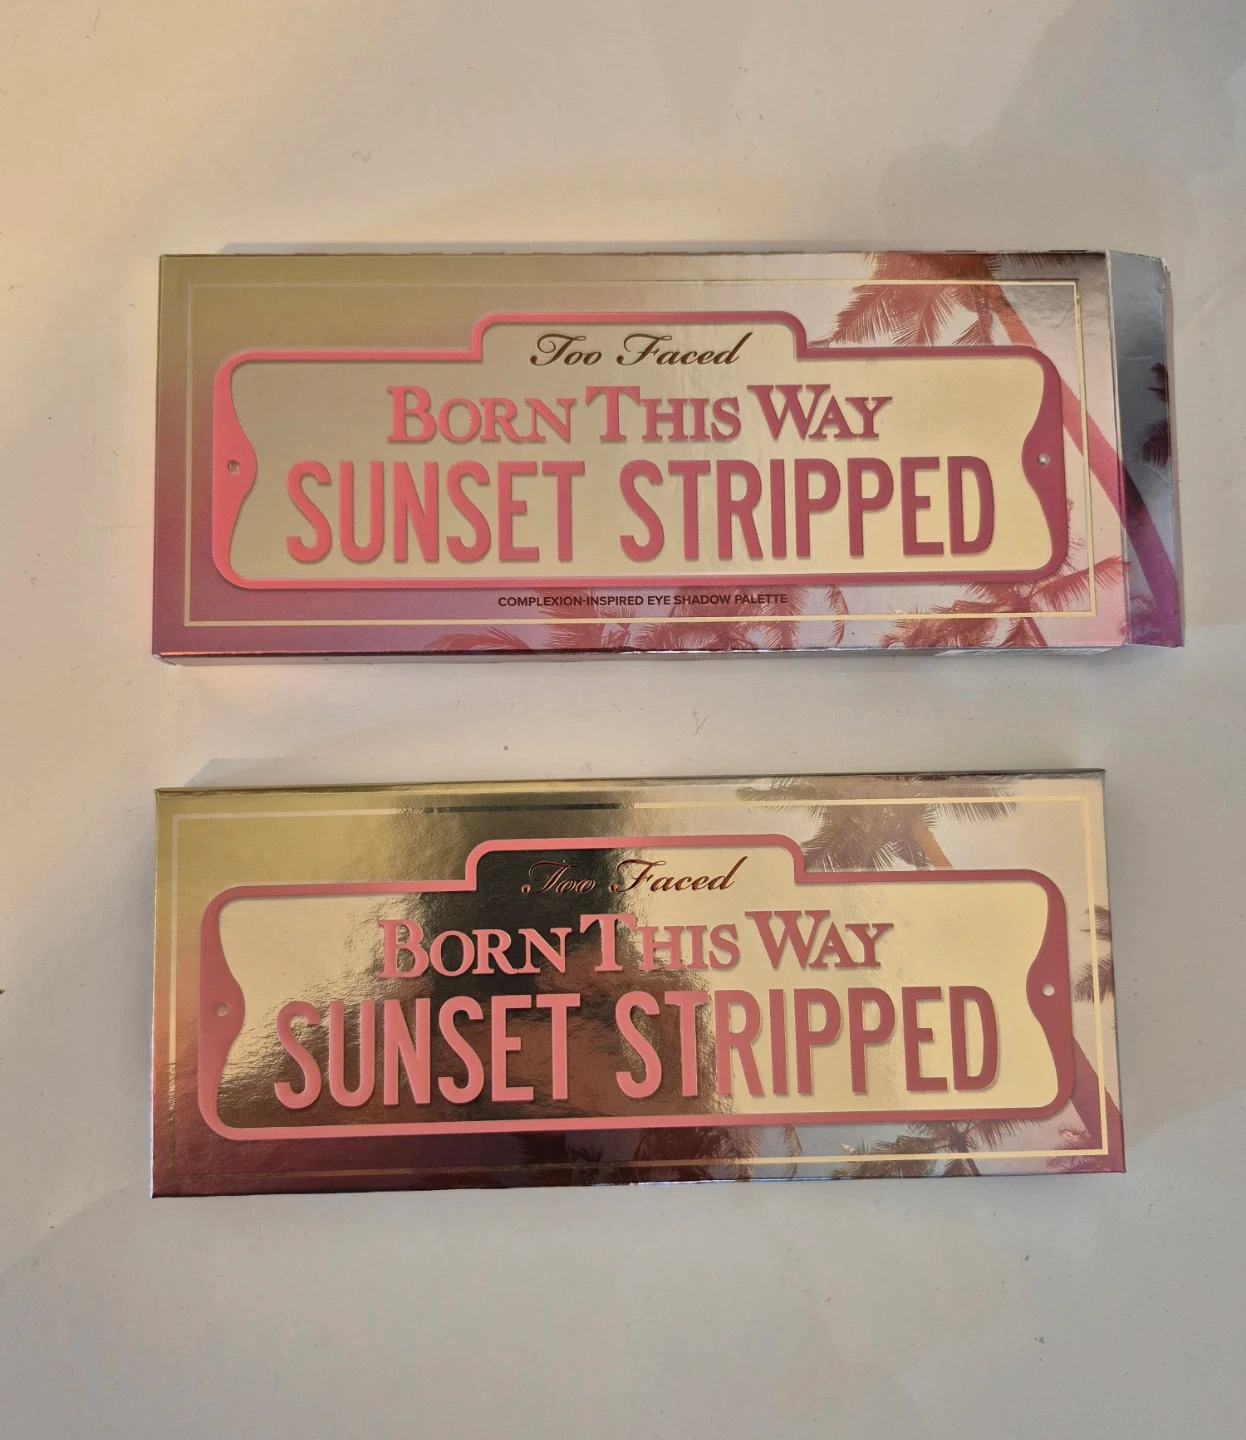 Too Faced
BORN THIS WAY
SUNSET STRIPPED
COMPLEXION-INSPIRED EYE SHADOW PALETTE
Too Faced
BORN THIS WAY
SUNSET STRIPPED